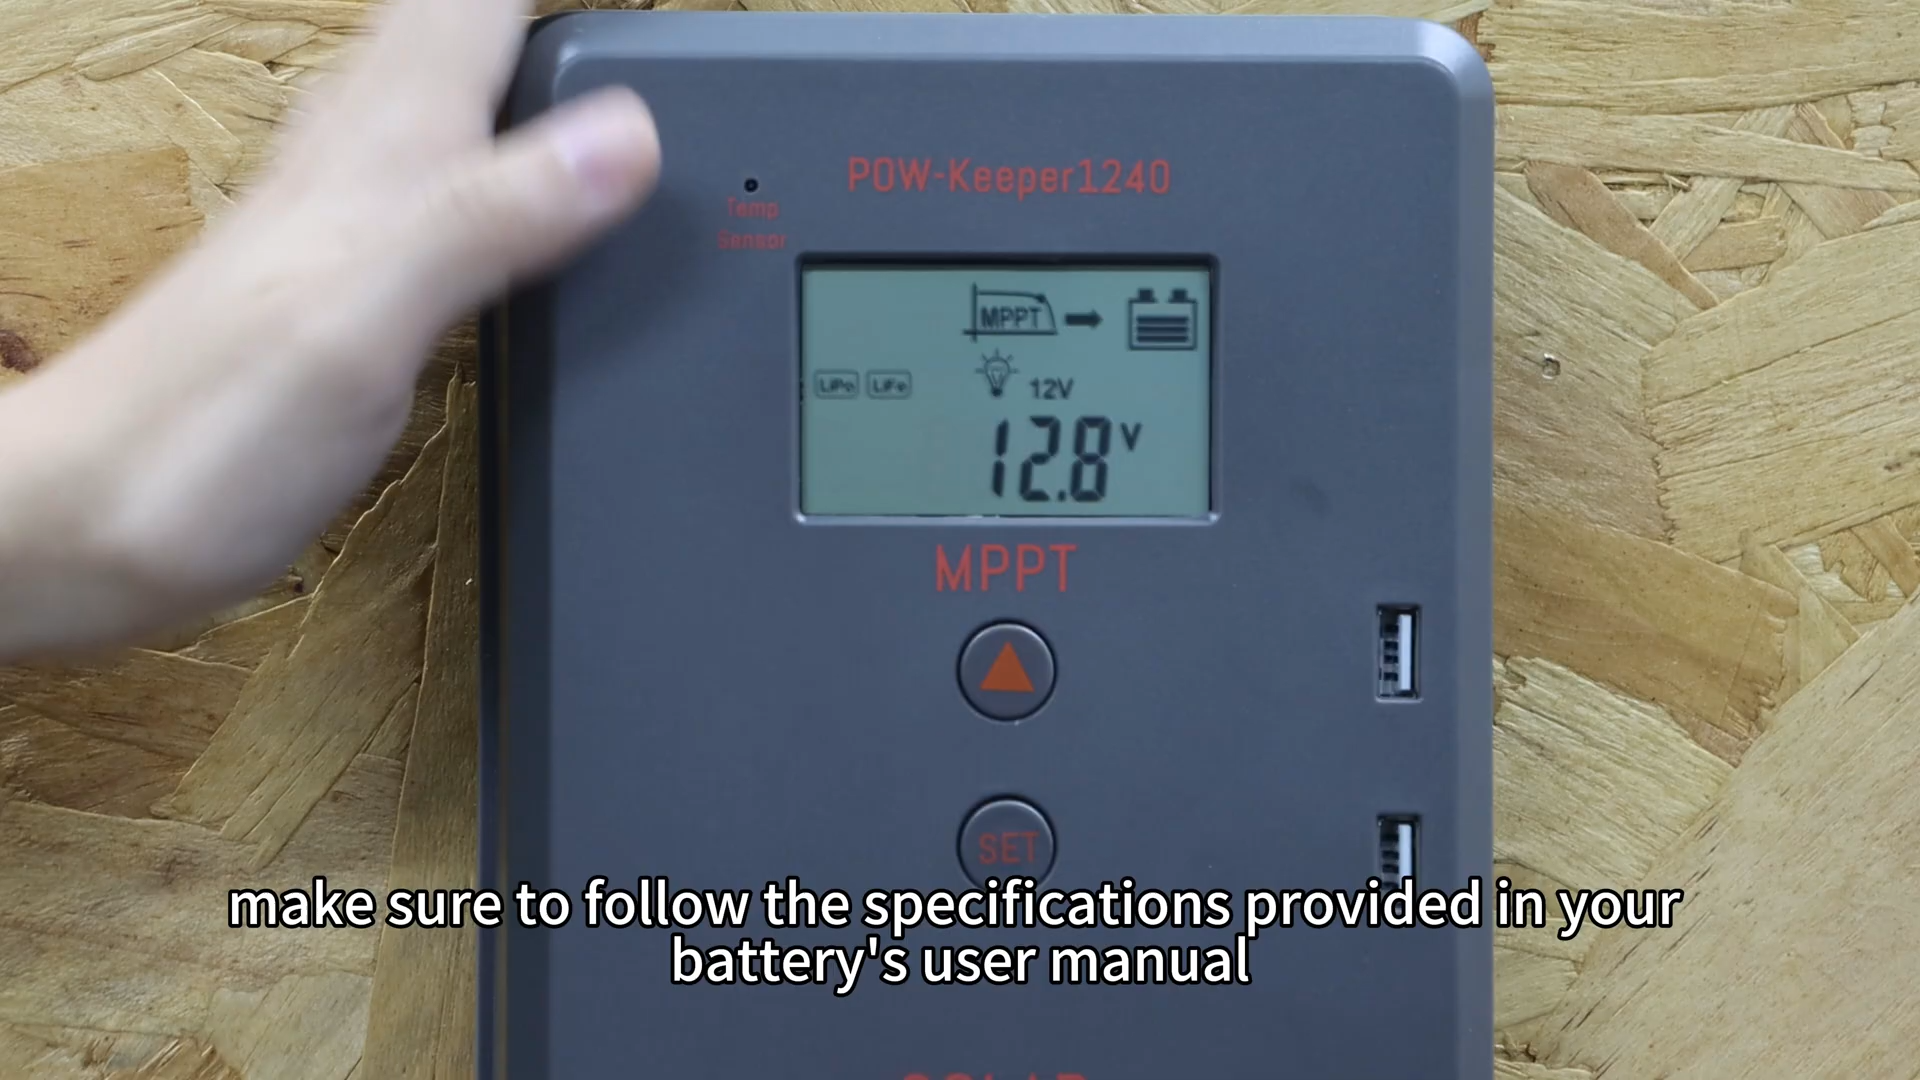 POW-Keeper1240
Temp
Sensor
MPPT
LiPo LiFe
12V
12.8 V
MPPT
SET
make sure to follow the specifications provided in your
battery's user manual